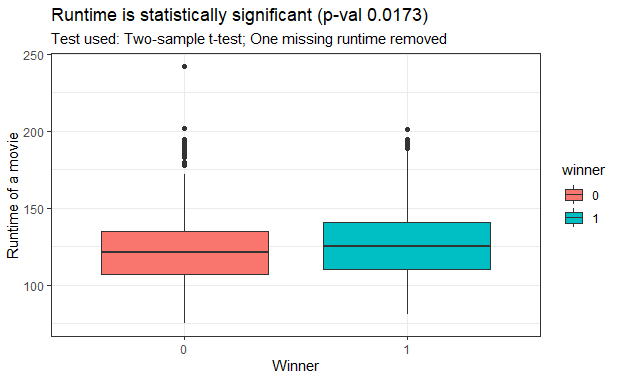 Runtime is statistically significant (p-val 0.0173)
Test used: Two-sample t-test; One missing runtime removed
Runtime of a movie
250
200
150
100
0
1
Winner
winner
0
1